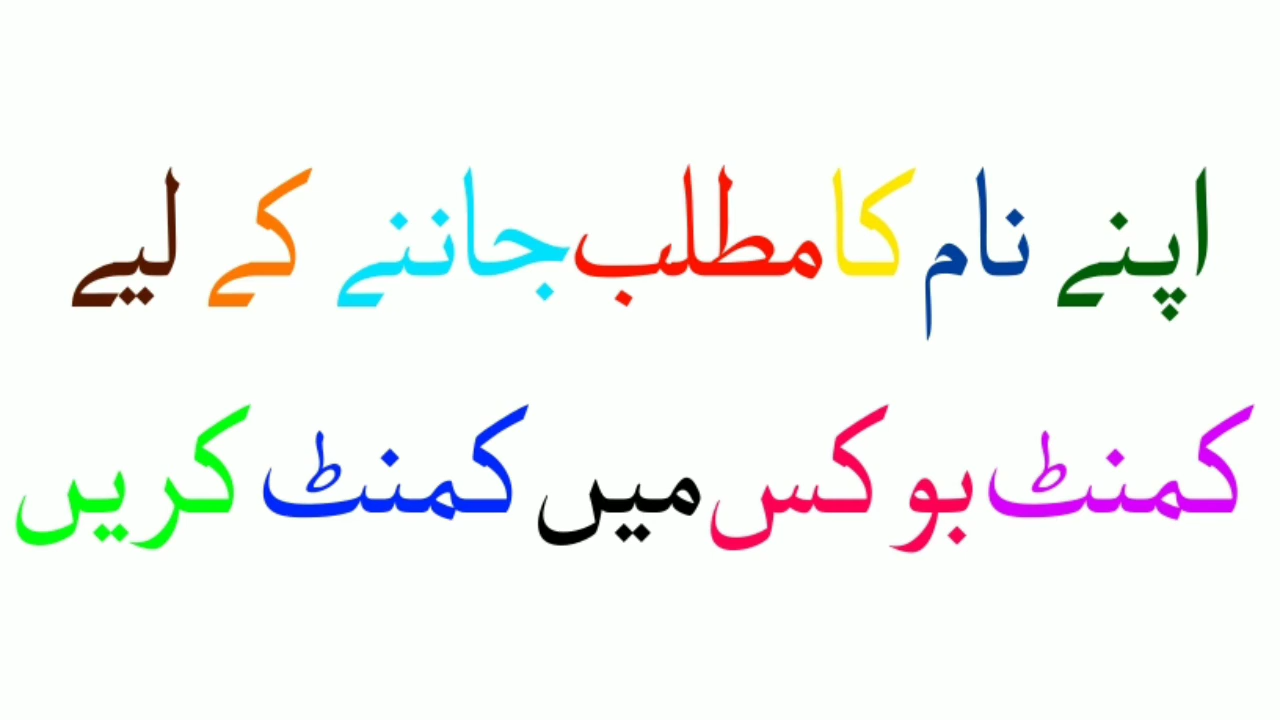 اپنے نام کا مطلب جاننے کے لیے
کمنٹ بوکس میں کمنٹ کریں